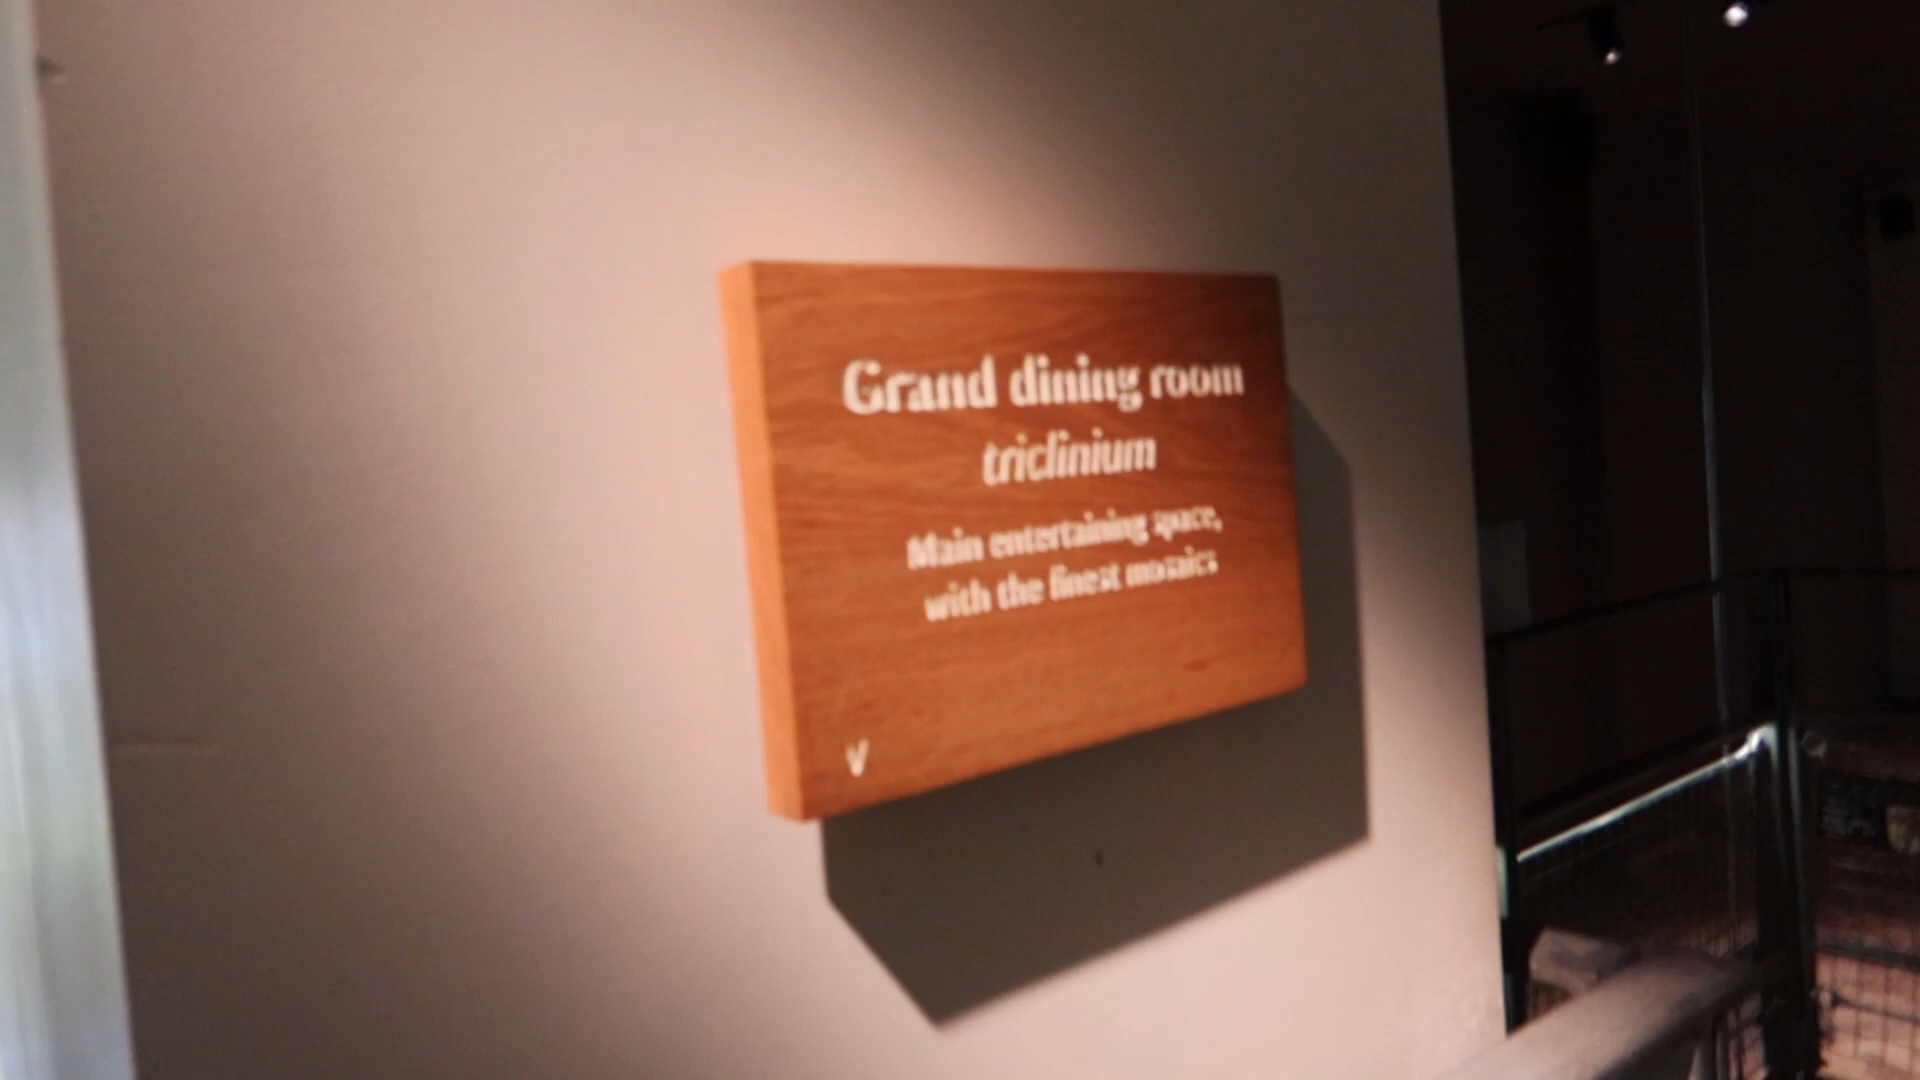 Grand dining room
triclinium
Main entertaining space,
with the finest mosaics
V